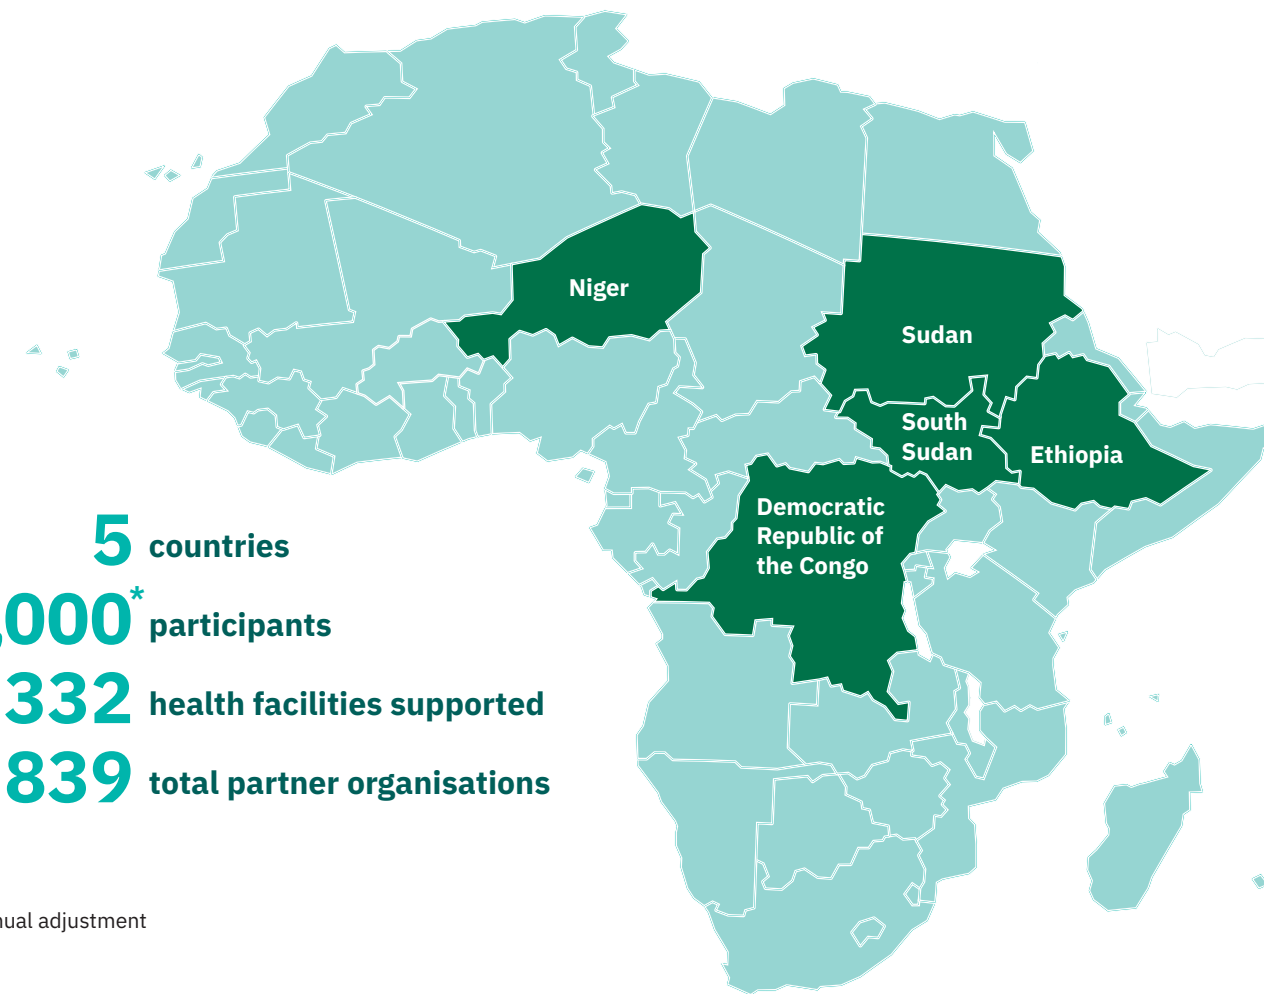 Niger
Sudan
South
Sudan
Ethiopia
Democratic
Republic of
the Congo
5 countries
,000* participants
332 health facilities supported
839 total partner organisations
adjustment